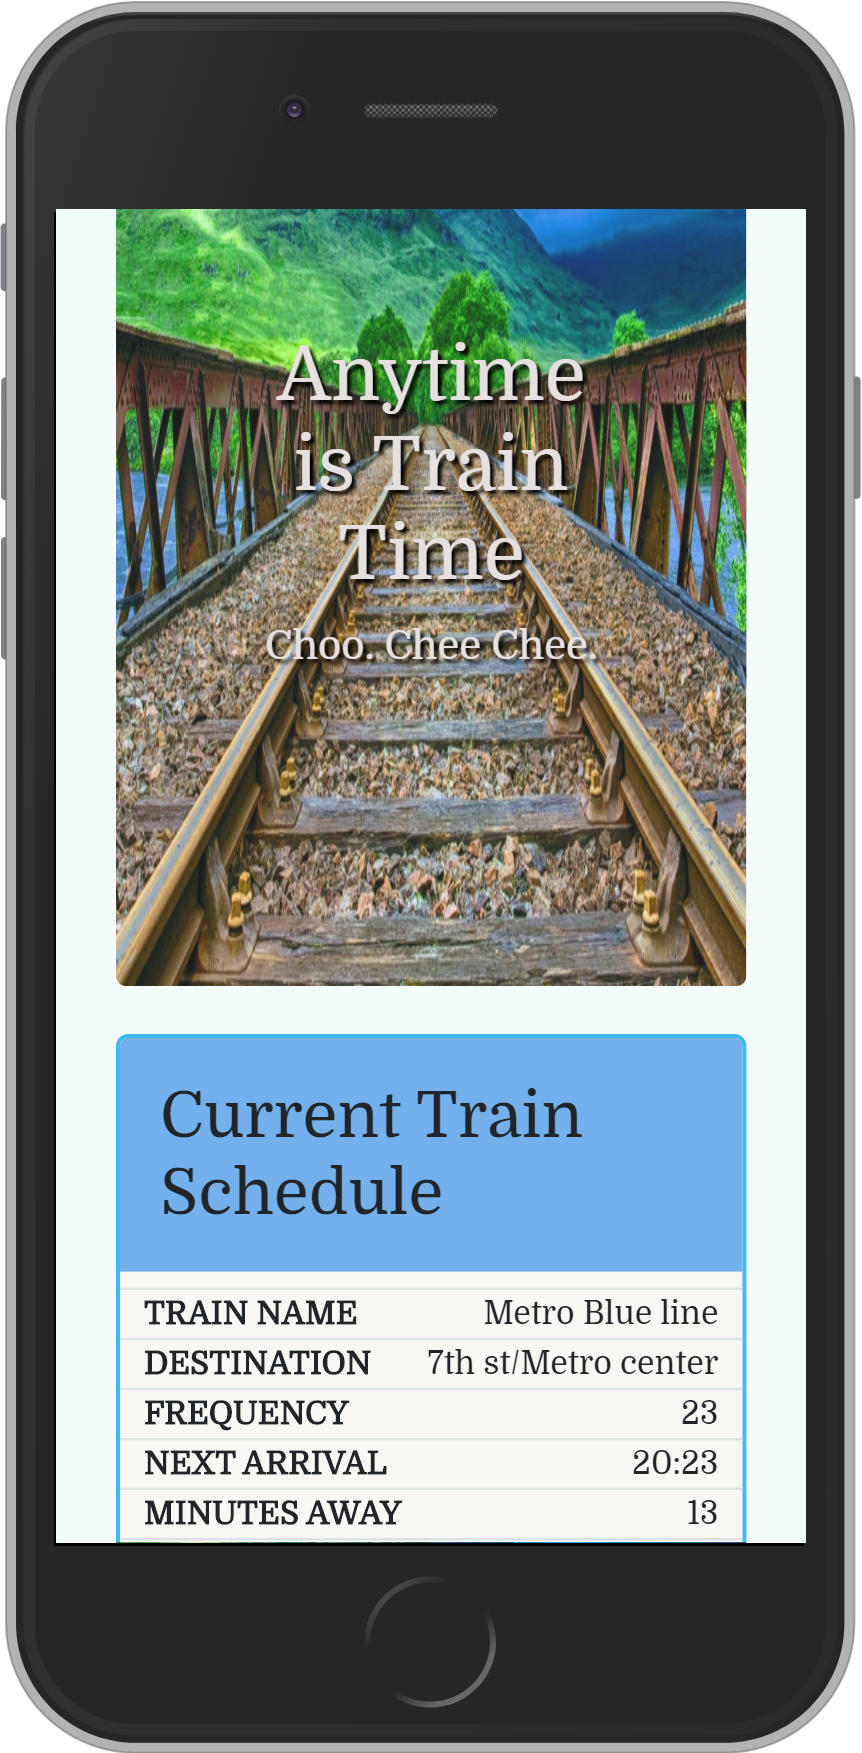 Anytime
is Train
Time
Choo. Chee Chee.
Current Train
Schedule
TRAIN NAME Metro Blue line
DESTINATION 7th st/Metro center
FREQUENCY 23
NEXT ARRIVAL 20:23
MINUTES AWAY 13